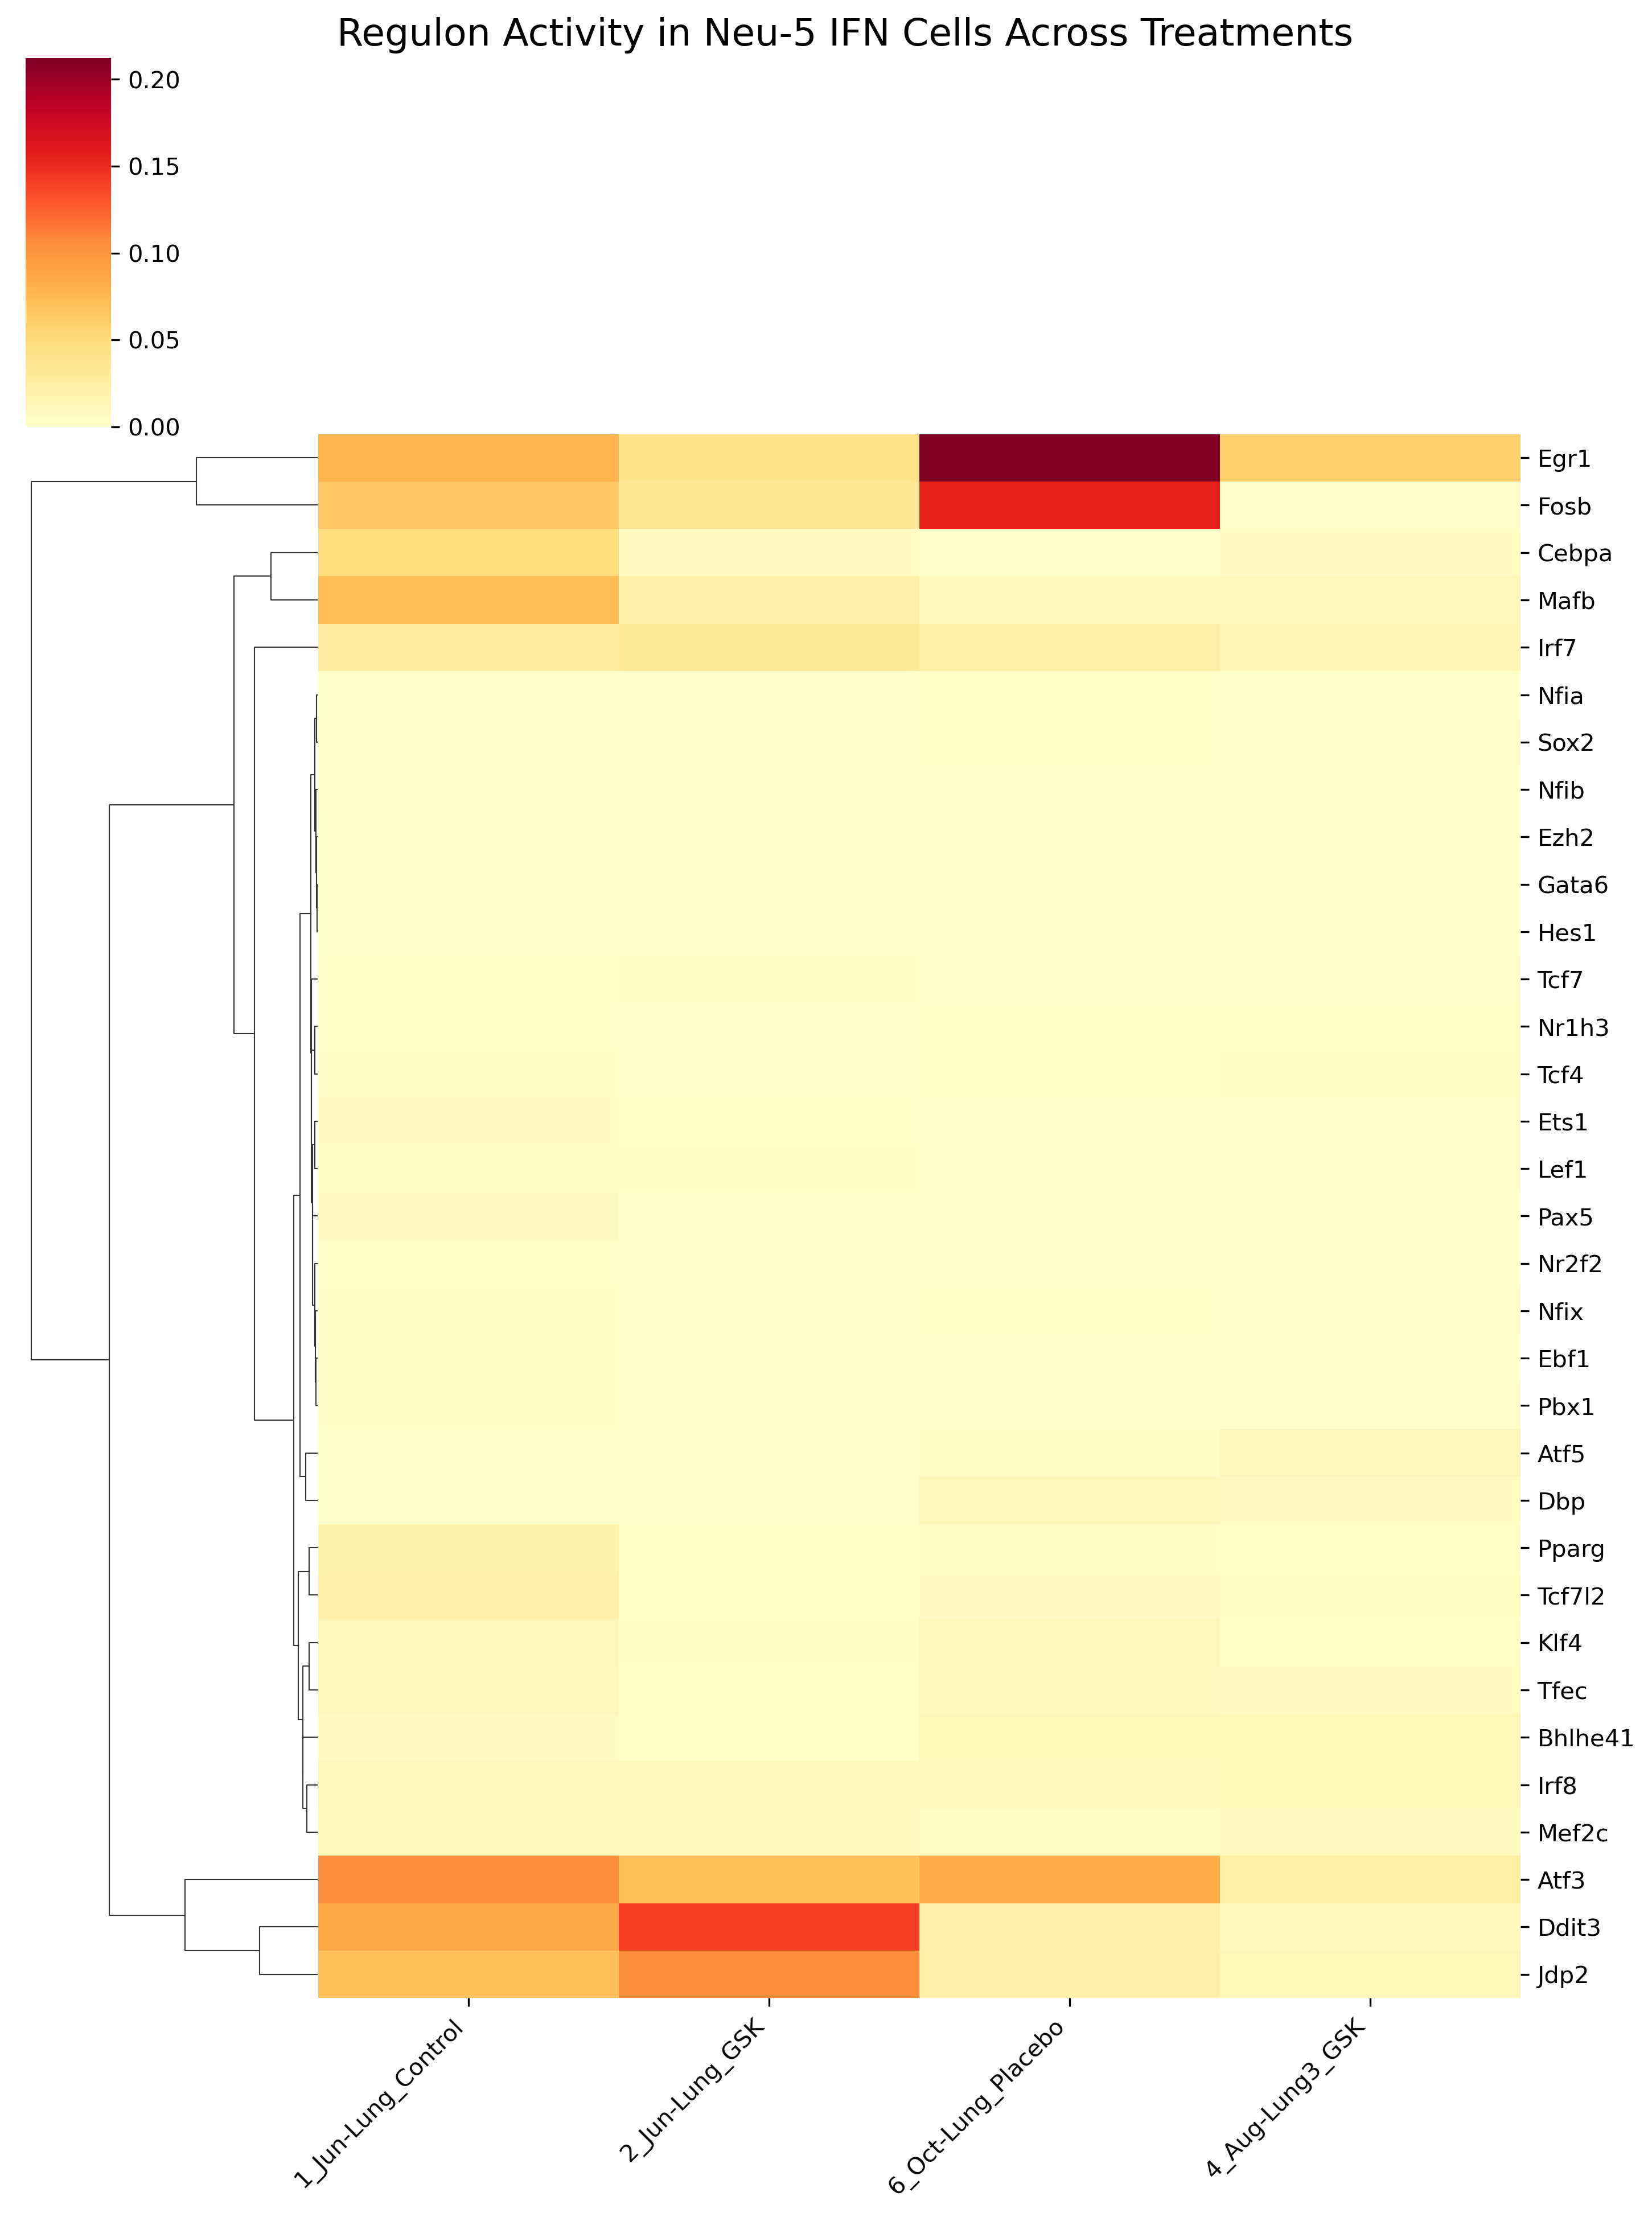 Regulon Activity in Neu-5 IFN Cells Across Treatments
0.20
0.15
0.10
0.05
0.00
Egr1
Fosb
Cebpa
Mafb
Irf7
Nfia
Sox2
Nfib
Ezh2
Gata6
Hes1
Tcf7
Nr1h3
Tcf4
Ets1
Lef1
Pax5
Nr2f2
Nfix
Ebf1
Pbx1
Atf5
Dbp
Pparg
Tcf7l2
Klf4
Tfec
Bhlhe41
Irf8
Mef2c
Atf3
Ddit3
Jdp2
1_Jun-Lung_Control
2_Jun-Lung_GSK
6_Oct-Lung_Placebo
4_Aug-Lung3_GSK